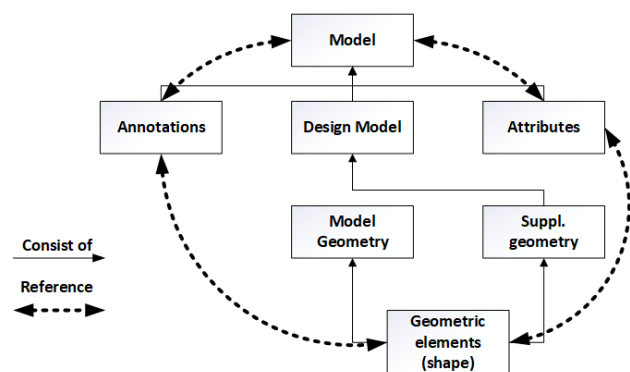 Model
Annotations
Design Model
Attributes
Model
Geometry
Suppl.
geometry
Consist of
Reference
Geometric
elements
(shape)